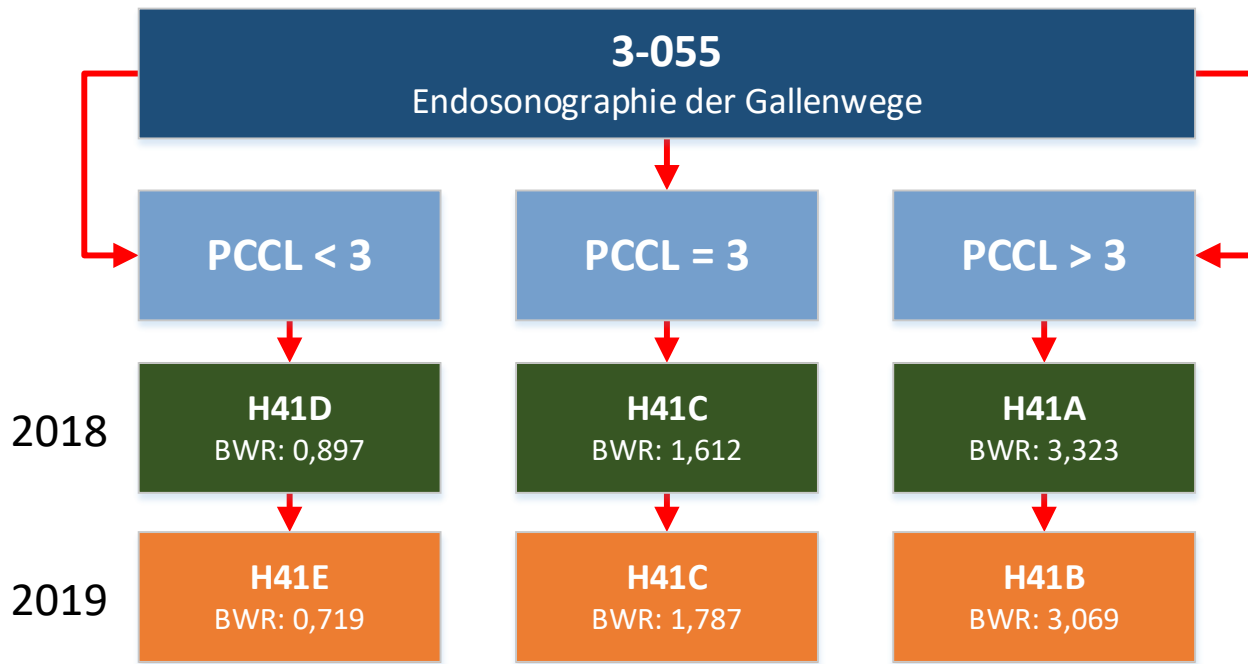 3-055
Endosonographie der Gallenwege
PCCL < 3
PCCL = 3
PCCL > 3
2018
H41D
BWR: 0,897
H41C
BWR: 1,612
H41A
BWR: 3,323
2019
H41E
BWR: 0,719
H41C
BWR: 1,787
H41B
BWR: 3,069